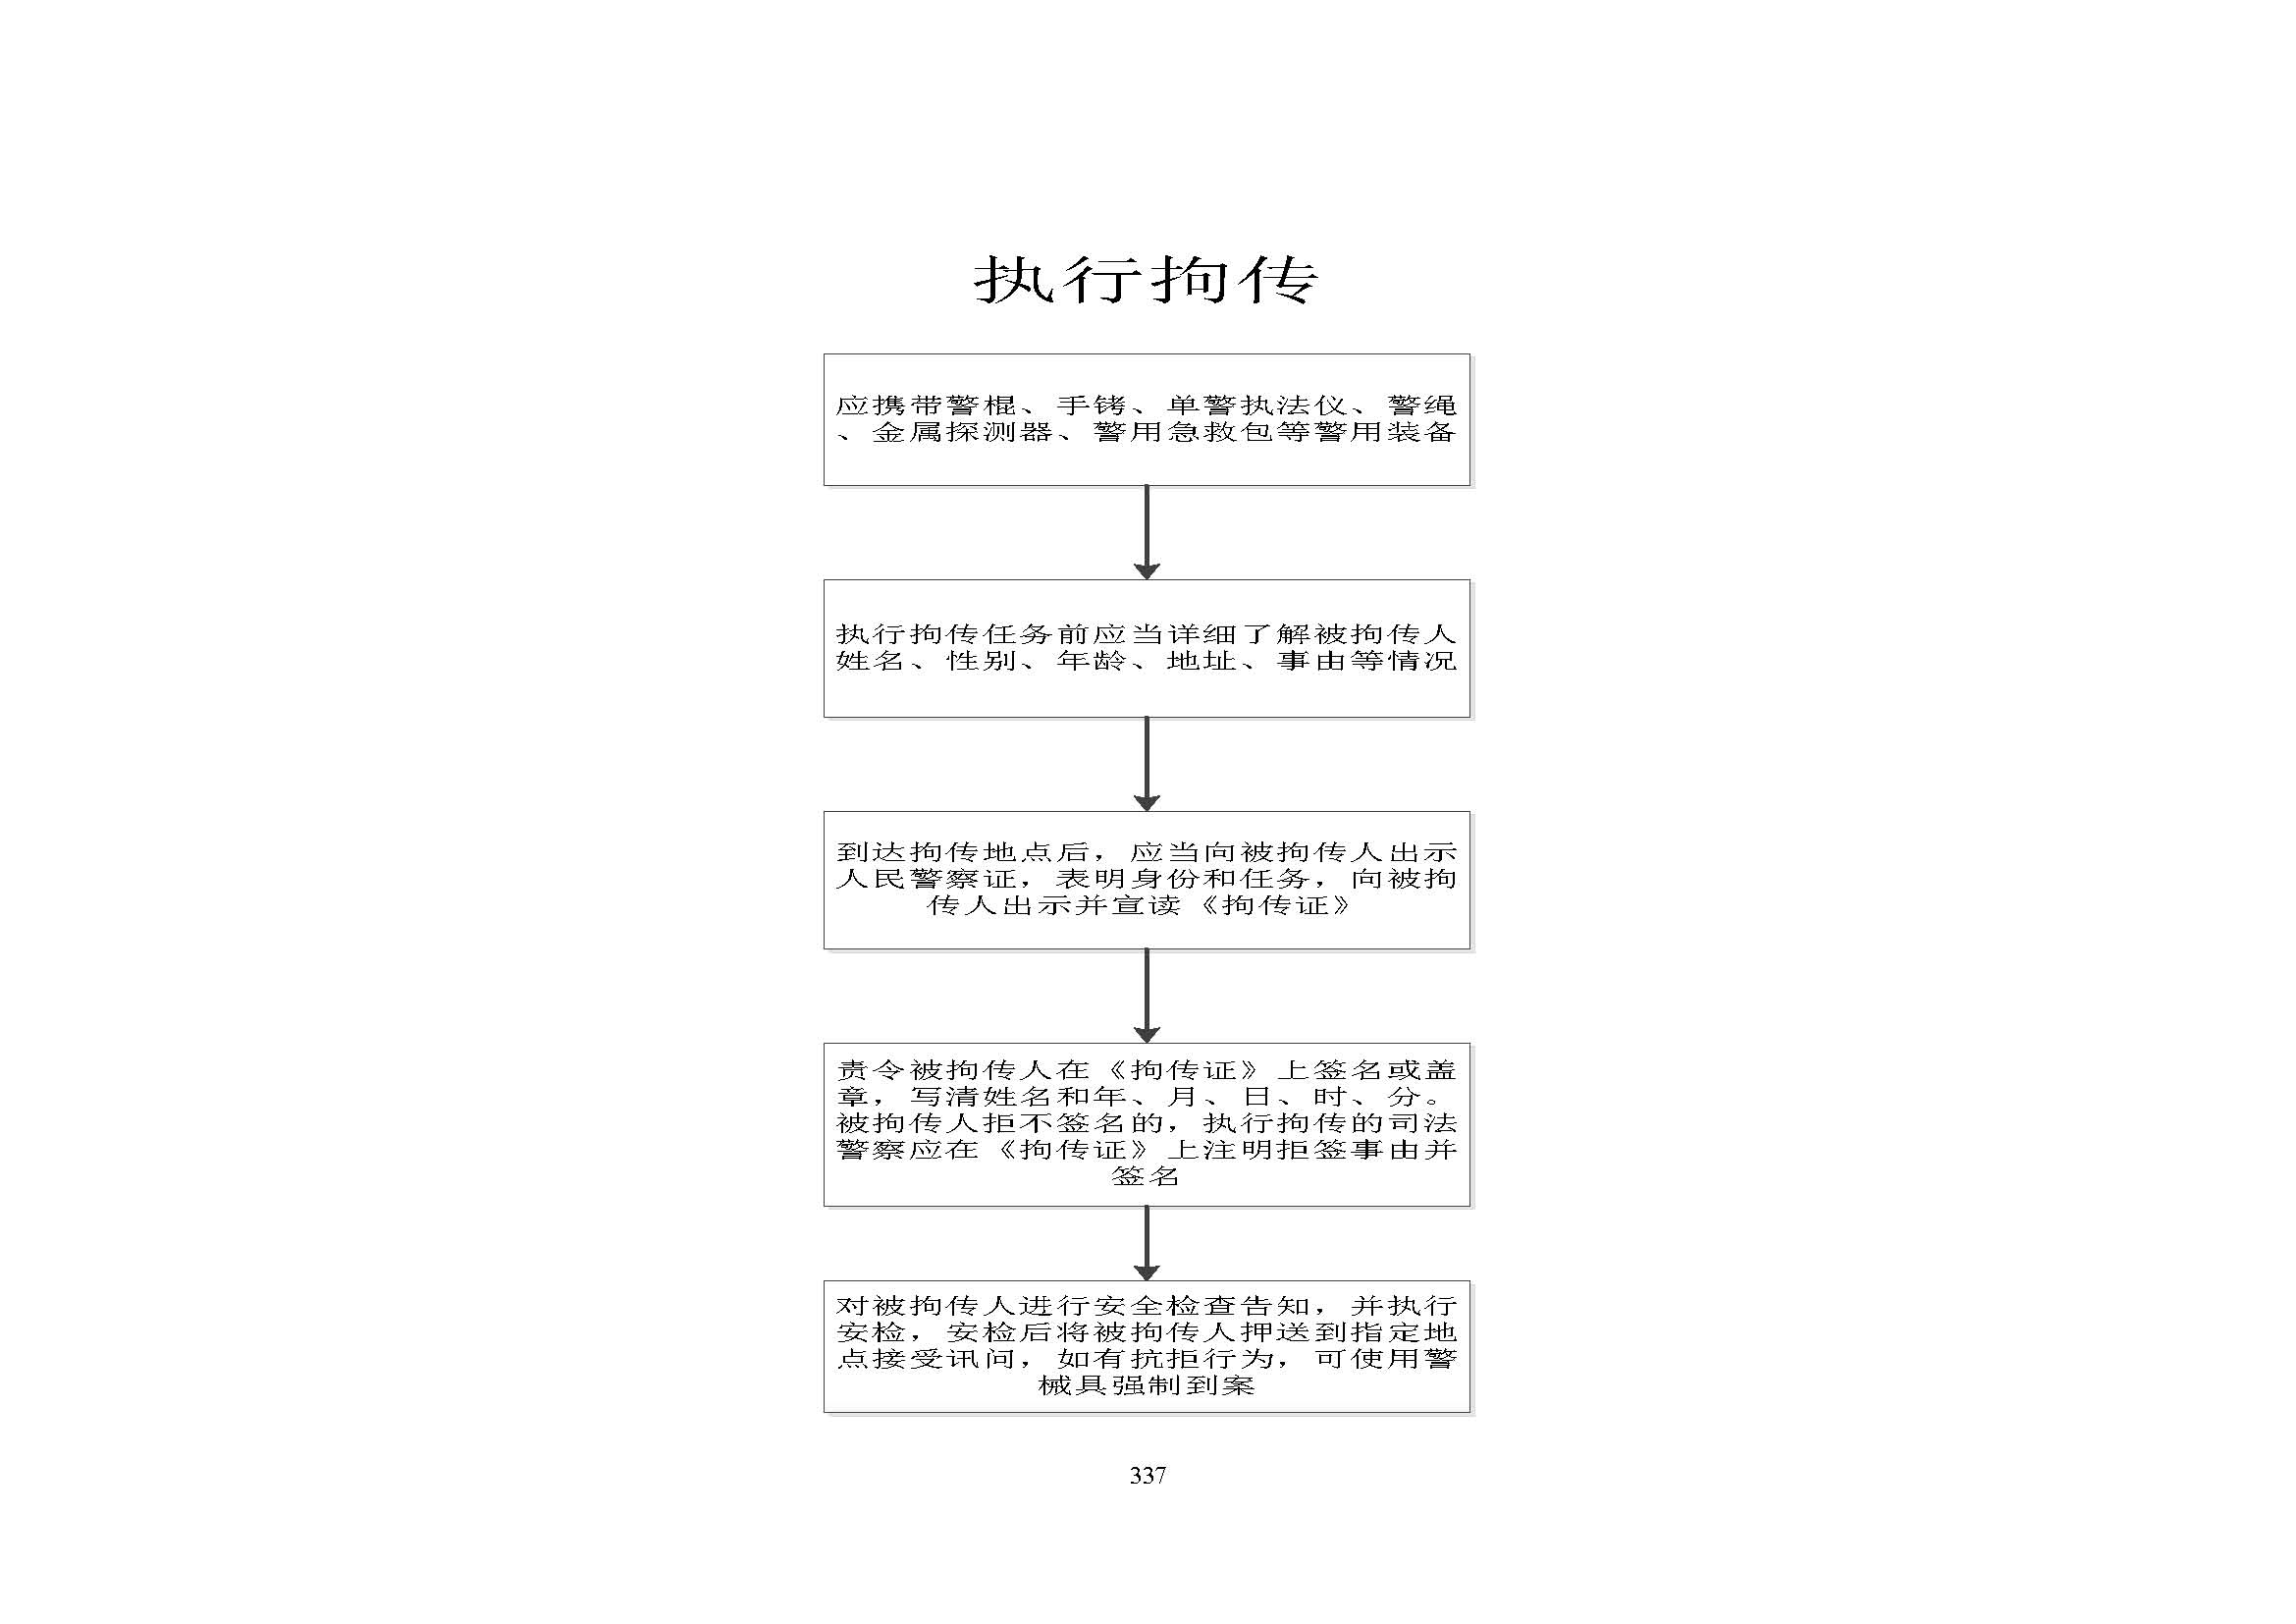 执行拘传
应携带警棍、手铐、单警执法仪、警绳
、金属探测器、警用急救包等警用装备
执行拘传任务前应当详细了解被拘传人
姓名、性别、年龄、地址、事由等情况
到达拘传地点后，应当向被拘传人出示
人民警察证，表明身份和任务，向被拘
传人出示并宣读《拘传证》
责令被拘传人在《拘传证》上签名或盖
章，写清姓名和年、月、日、时、分。
被拘传人拒不签名的，执行拘传的司法
警察应在《拘传证》上注明拒签事由并
签名
对被拘传人进行安全检查告知，并执行
安检，安检后将被拘传人押送到指定地
点接受讯问，如有抗拒行为，可使用警
械具强制到案
337